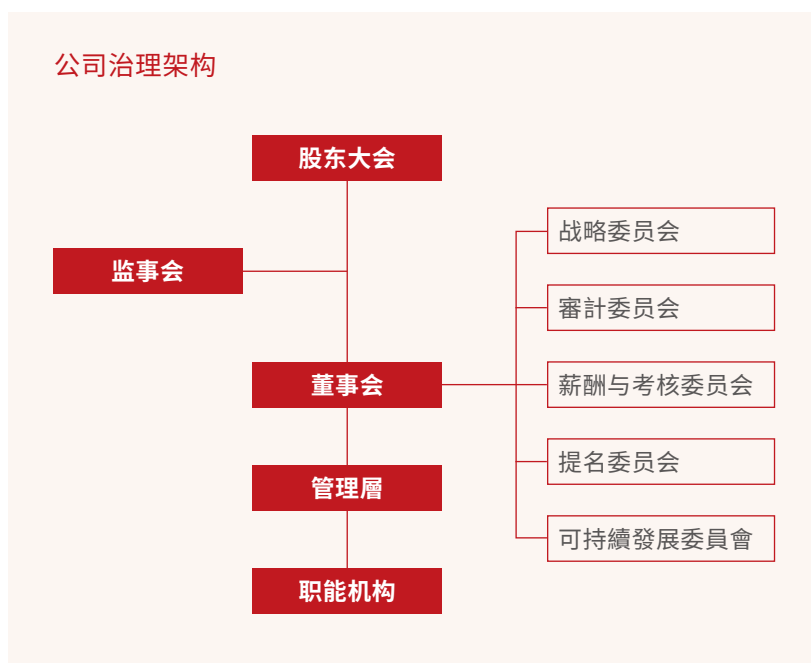 公司治理架构
股东大会
监事会
董事会
管理層
职能机构
战略委员会
審計委员会
薪酬与考核委员会
提名委员会
可持續發展委員會